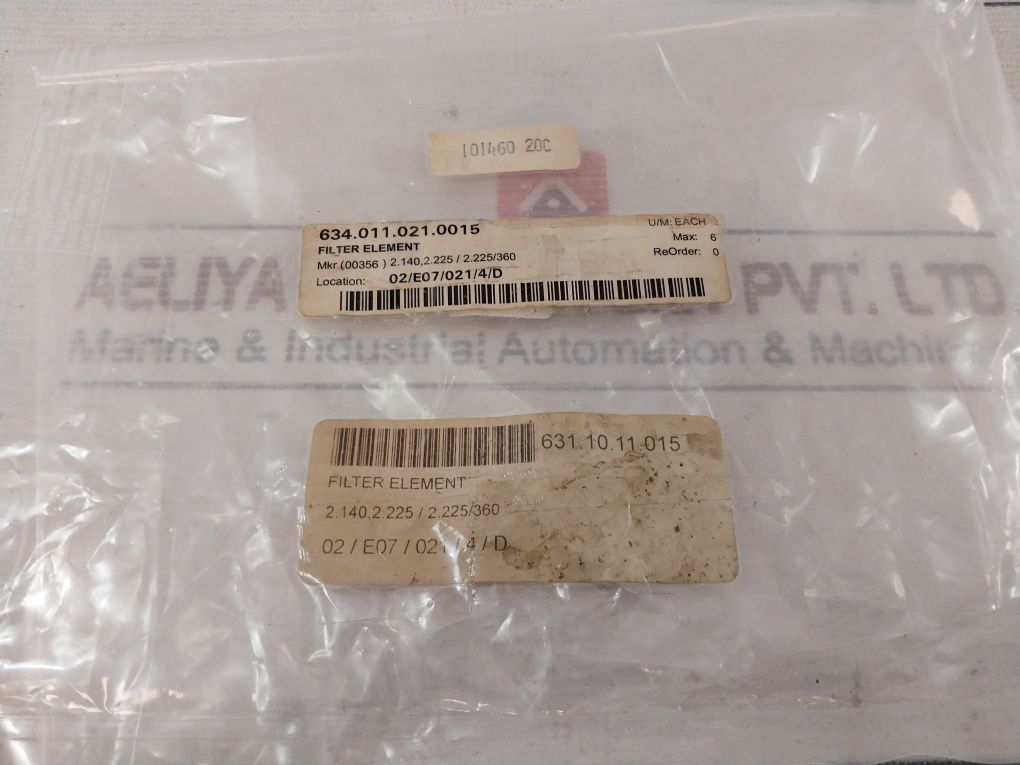 101460 20C
634.011.021.0015
U/M: EACH
FILTER ELEMENT
Max: 6
Mkr (00356 ) 2.140,2.225 / 2.225/360
ReOrder: 0
Location: 02/E07/021/4/D
AELIYA PVT. LTD
Marine & Industrial Automation & Machin
631.10.11.015
FILTER ELEMENT
2.140,2.225 / 2.225/360
02 / E07 / 021 / 4 / D